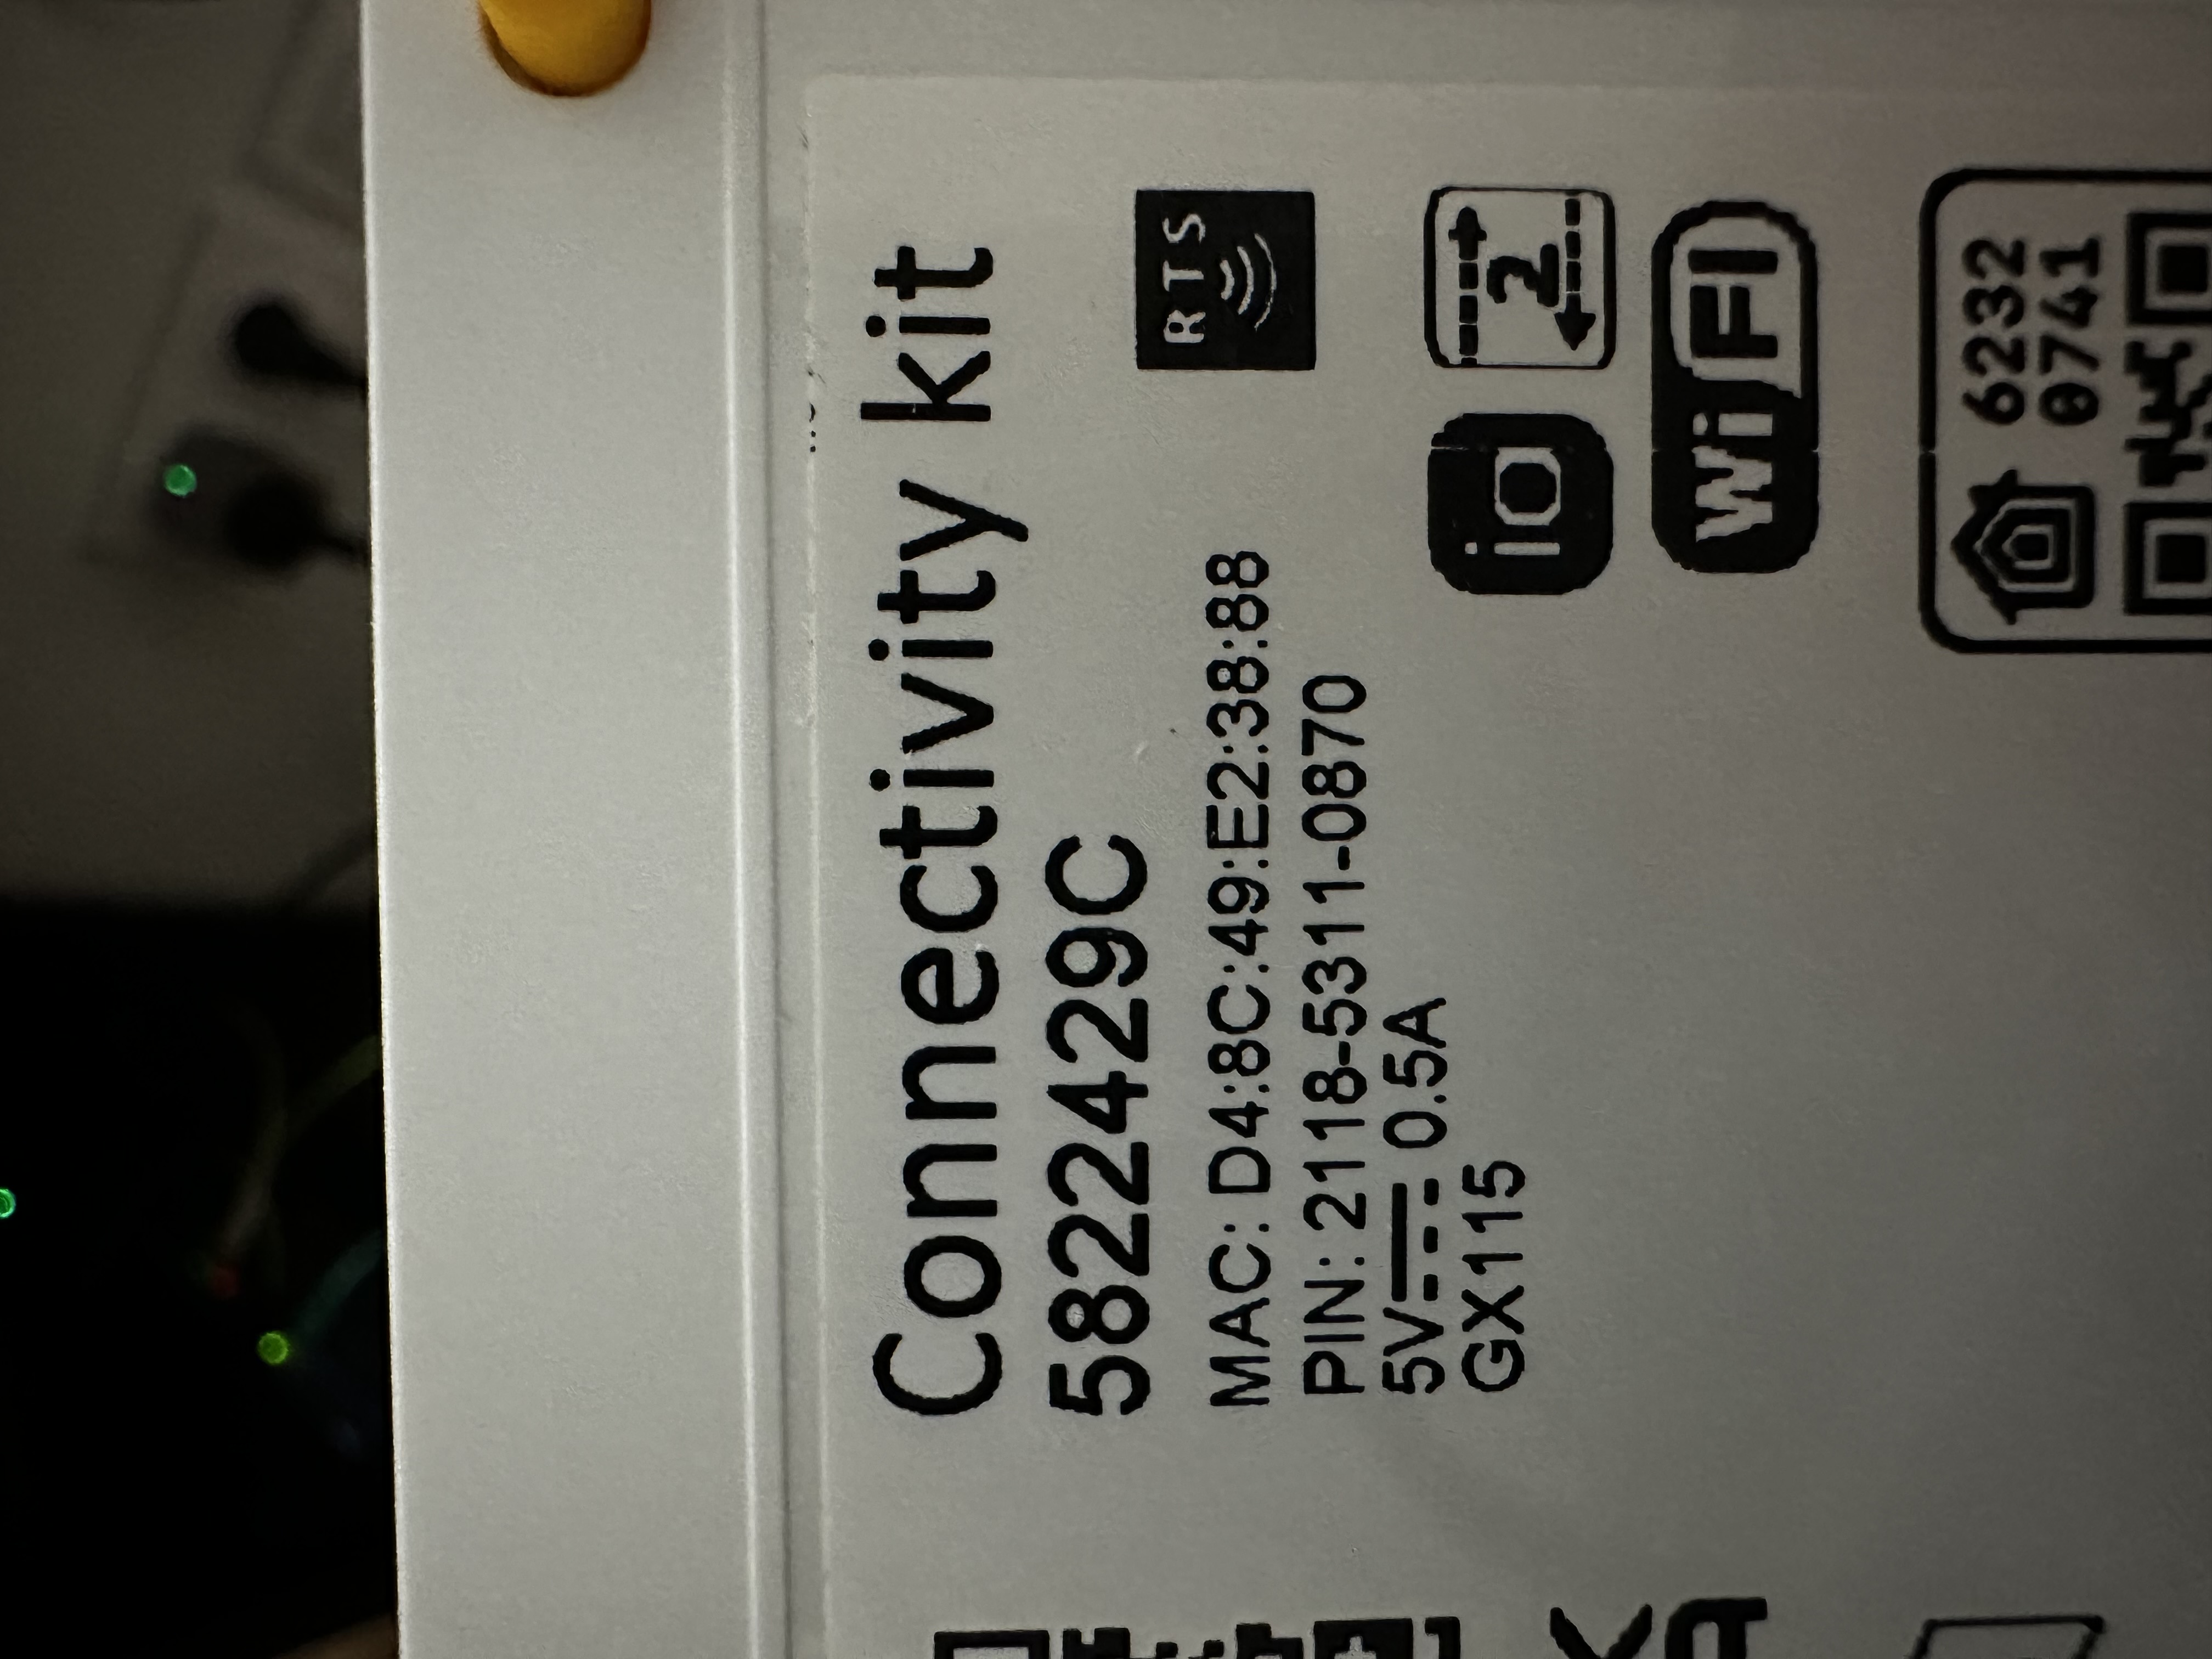 Connectivity kit
5822429C
RTS
MAC: D4:8C:49:E2:38:88
PIN: 2118-5311-0870
5V 0.5A
GX115
io
2
WiFi
6232
0741